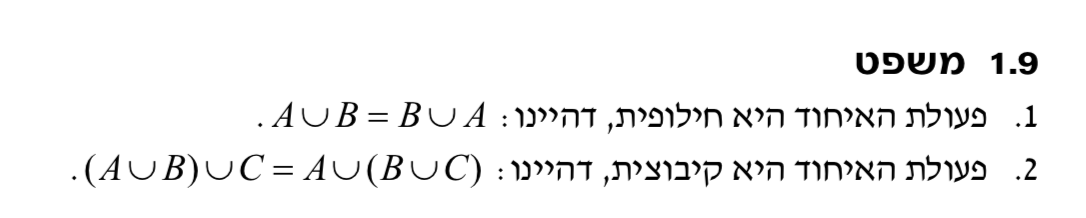 1.9 משפט
1. פעולת האיחוד היא חילופית, דהיינו: A∪B = B∪A.
2. פעולת האיחוד היא קיבוצית, דהיינו: (A∪B)∪C = A∪(B∪C).